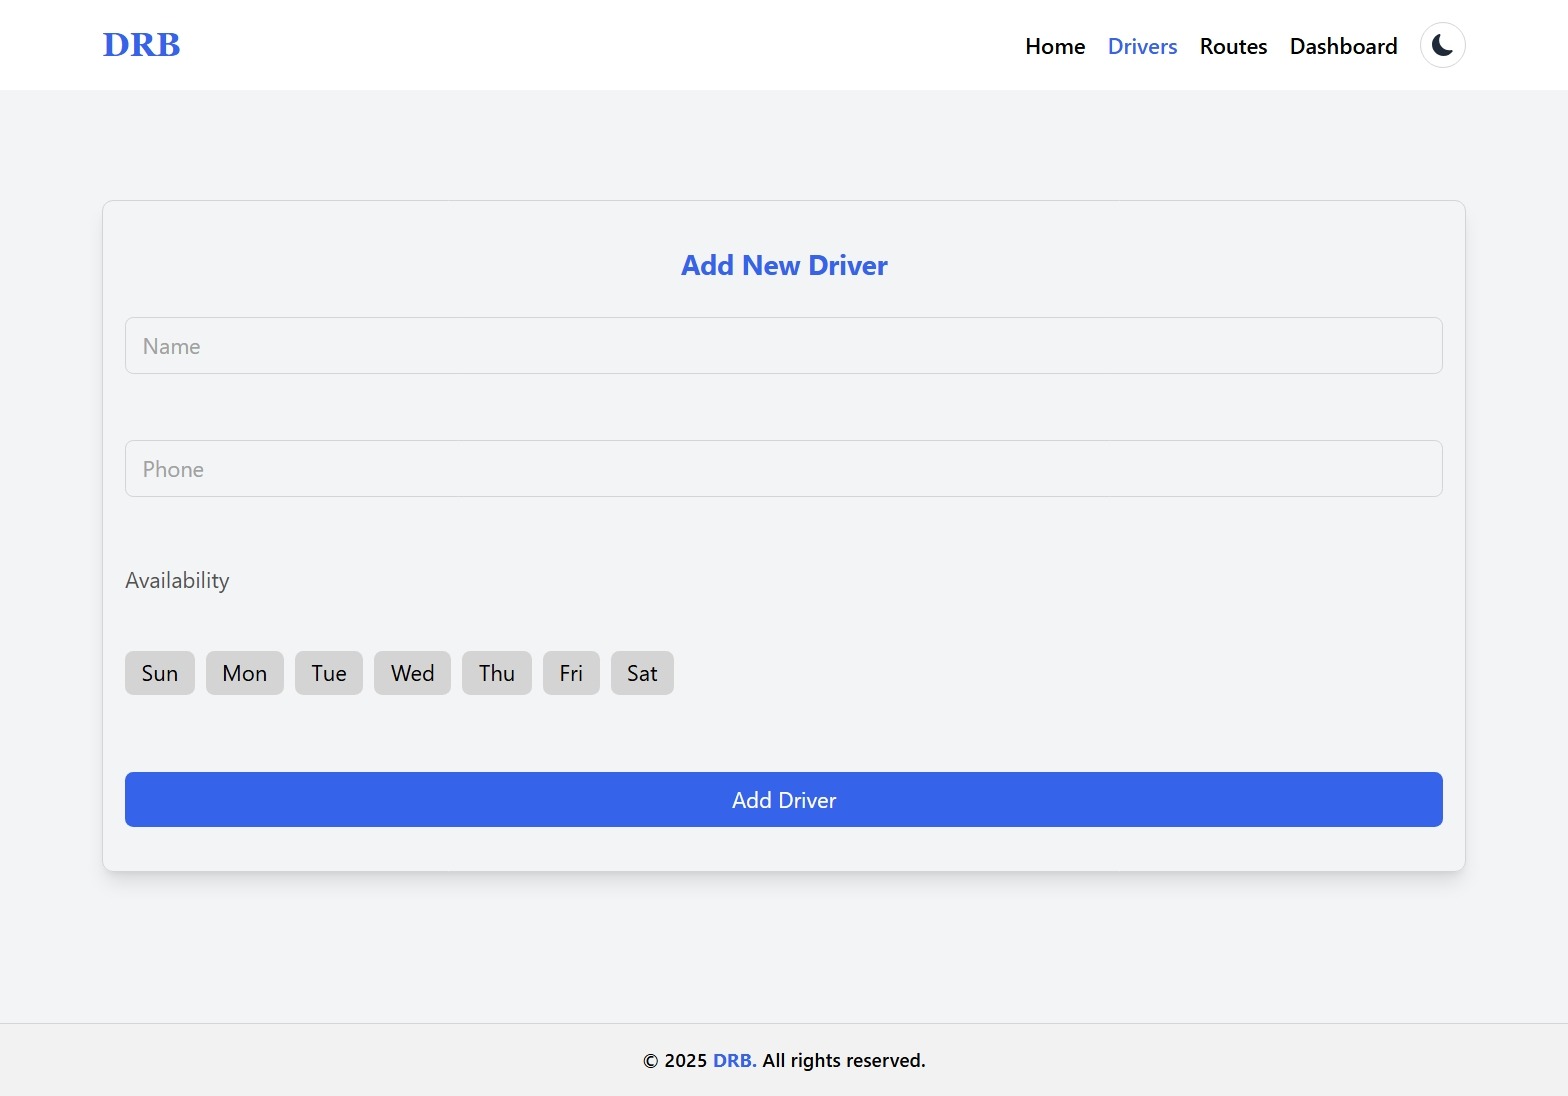 DRB
Home Drivers Routes Dashboard
Add New Driver
Name
Phone
Availability
Sun Mon Tue Wed Thu Fri Sat
Add Driver
© 2025 DRB. All rights reserved.